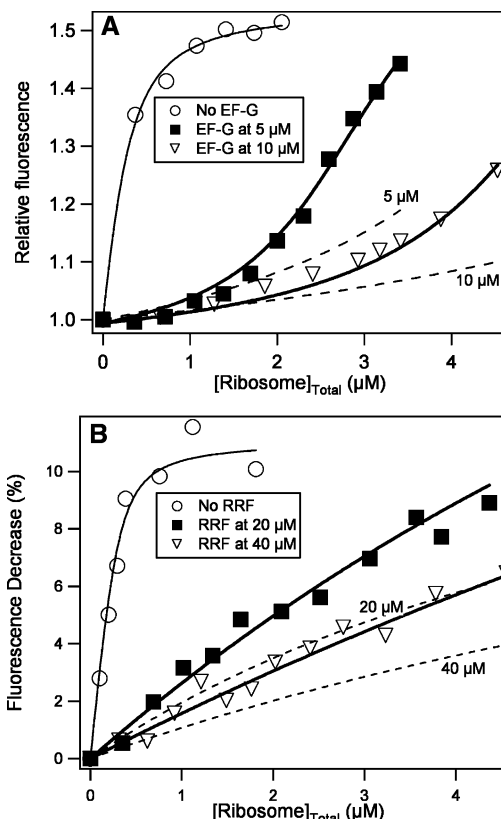 A
1.5
1.4
1.3
1.2
1.1
1.0
Relative fluorescence
No EF-G
EF-G at 5 μM
EF-G at 10 μM
5 μM
10 μM
0 1 2 3 4
[Ribosome]Total (μM)
B
10
8
6
4
2
0
Fluorescence Decrease (%)
No RRF
RRF at 20 μM
RRF at 40 μM
20 μM
40 μM
0 1 2 3 4
[Ribosome]Total (μM)